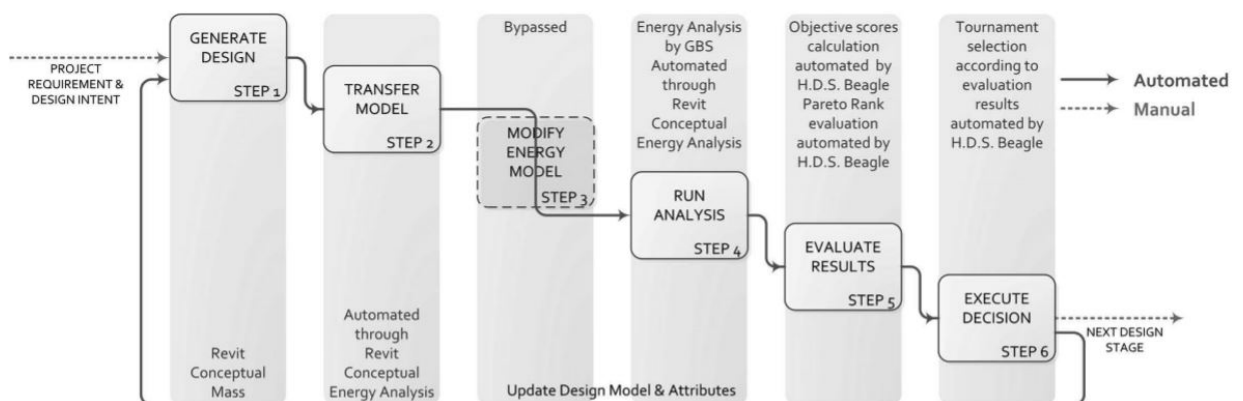 PROJECT
REQUIREMENT &
DESIGN INTENT
GENERATE
DESIGN
STEP 1
Revit
Conceptual
Mass
TRANSFER
MODEL
STEP 2
Automated
through
Revit
Conceptual
Energy Analysis
Bypassed
MODIFY
ENERGY
MODEL
STEP 3
Energy Analysis
by GBS
Automated
through
Revit
Conceptual
Energy Analysis
RUN
ANALYSIS
STEP 4
Objective scores
calculation
automated by
H.D.S. Beagle
Pareto Rank
evaluation
automated by
H.D.S. Beagle
EVALUATE
RESULTS
STEP 5
Tournament
selection
according to
evaluation
results
automated by
H.D.S. Beagle
EXECUTE
DECISION
STEP 6
NEXT DESIGN
STAGE
Automated
Manual
Update Design Model & Attributes